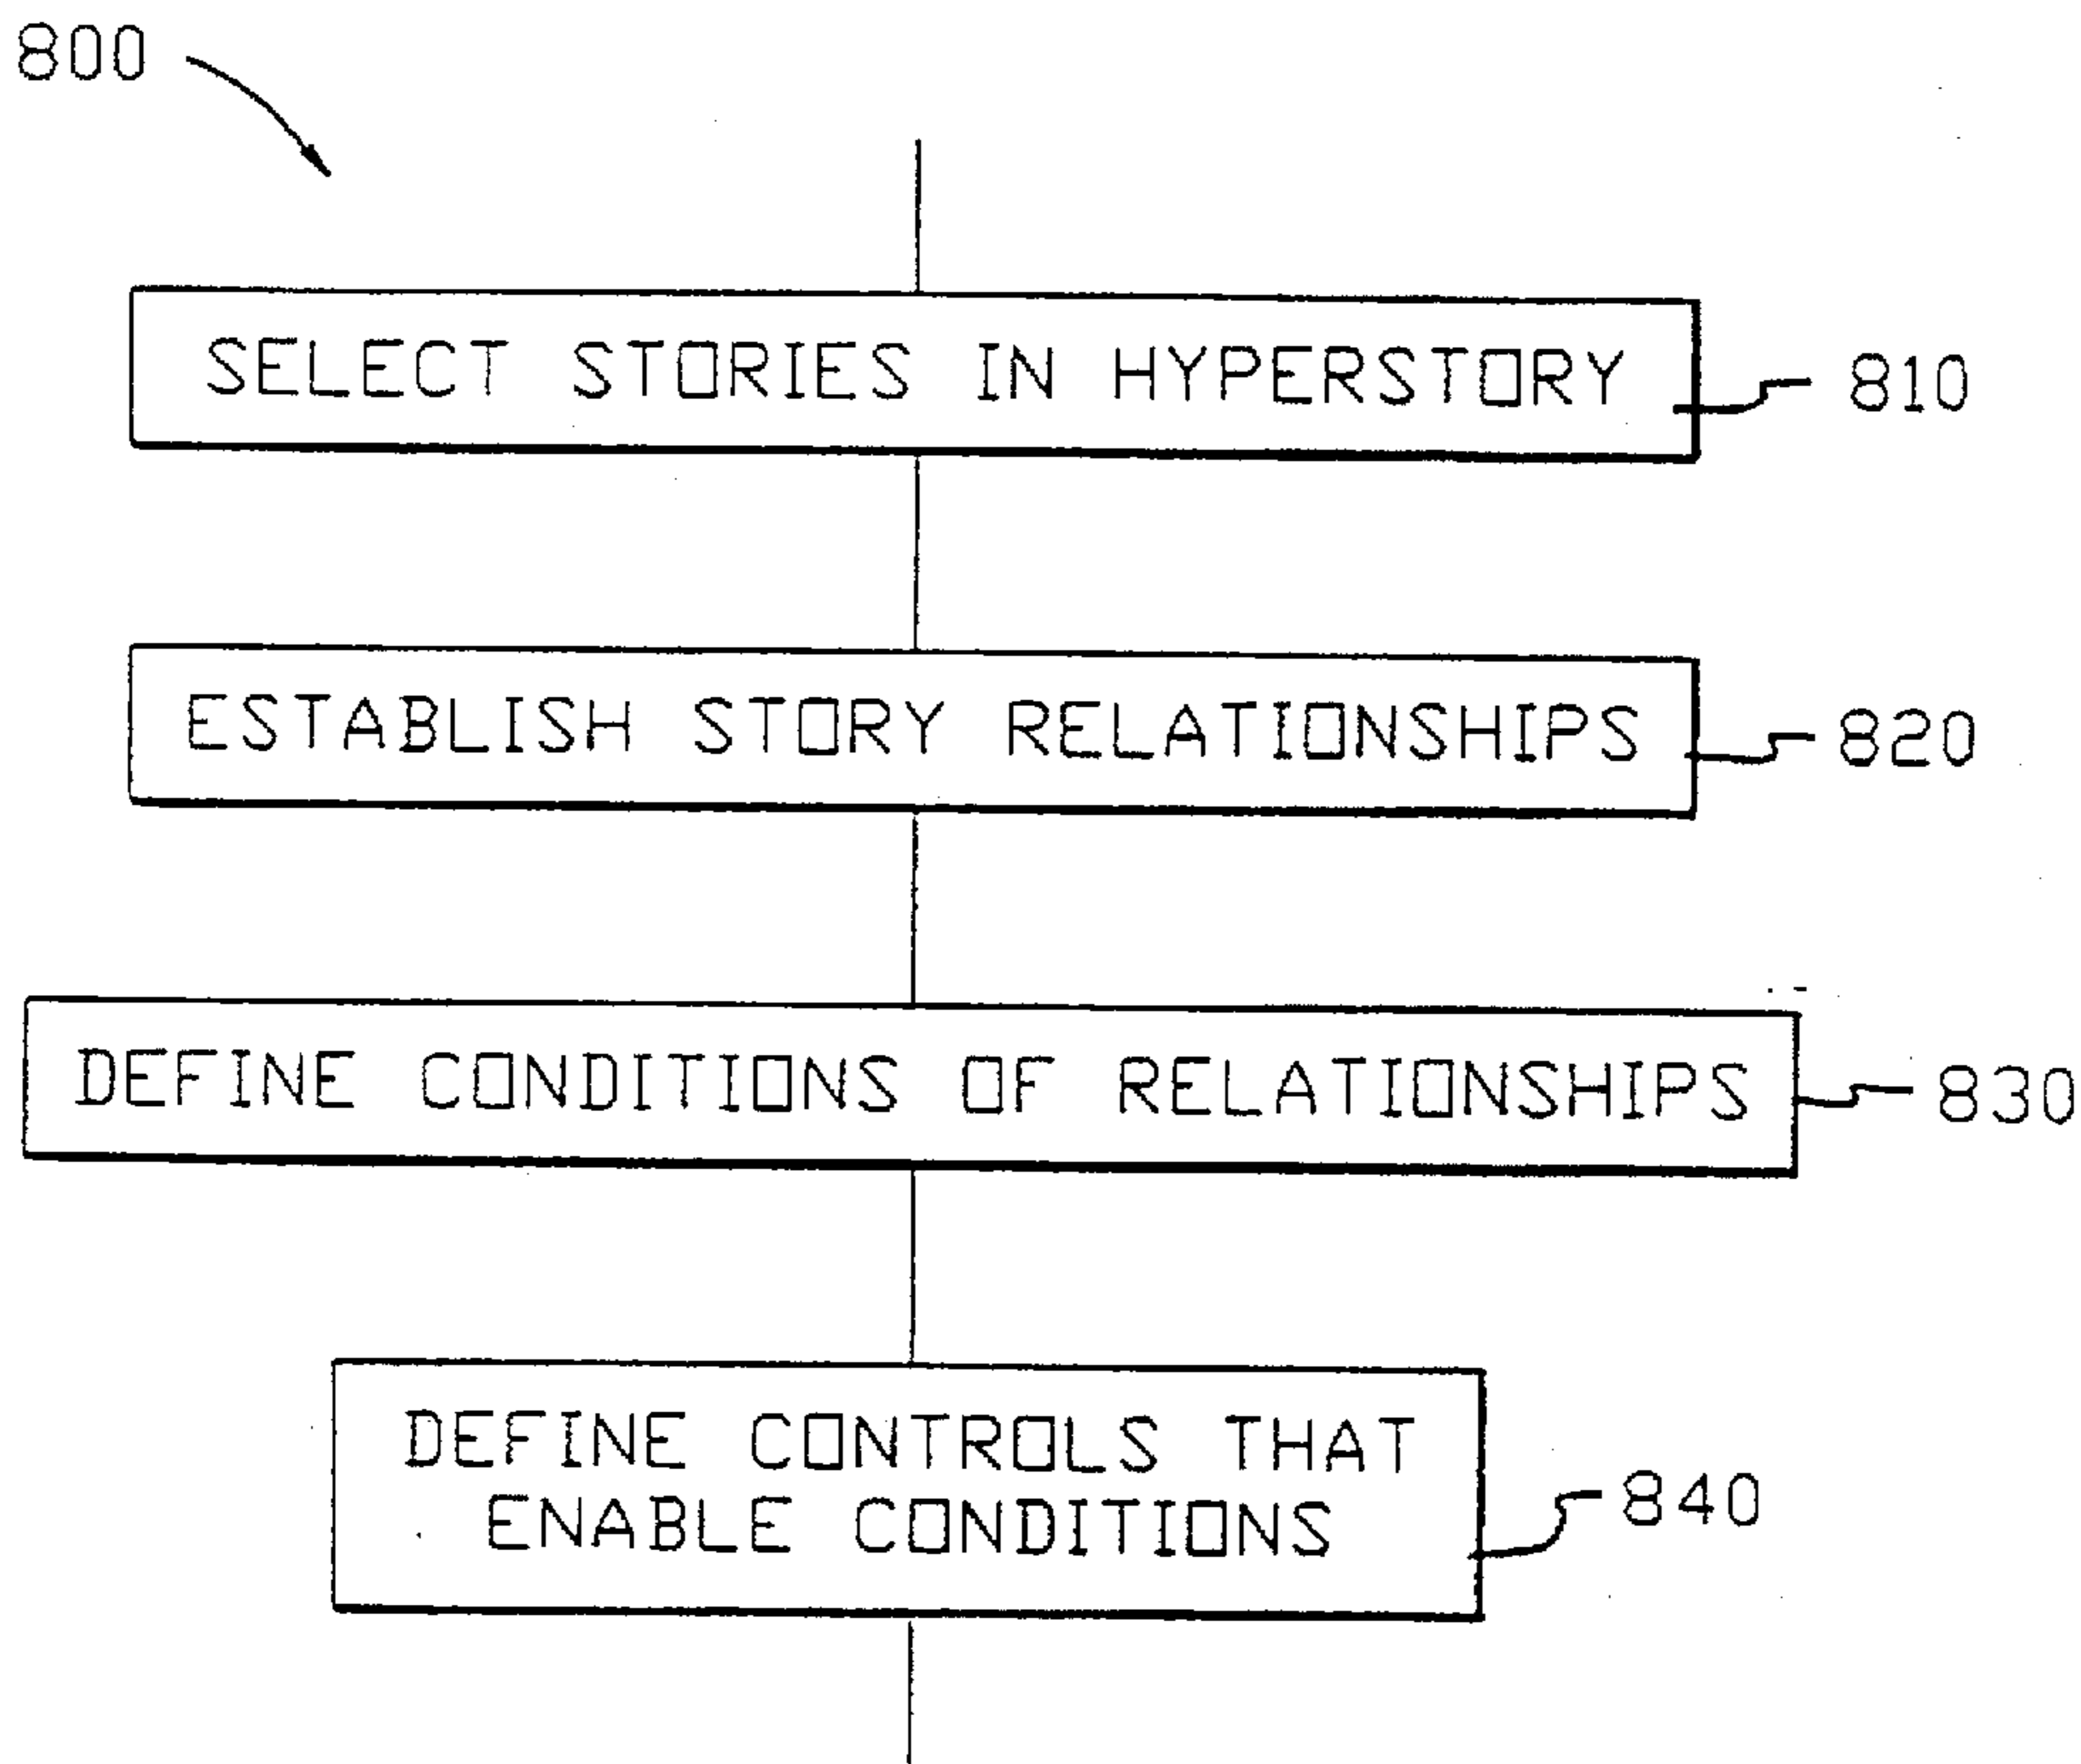 800
SELECT STORIES IN HYPERSTORY
810
ESTABLISH STORY RELATIONSHIPS
820
DEFINE CONDITIONS OF RELATIONSHIPS
830
DEFINE CONTROLS THAT
ENABLE CONDITIONS
840